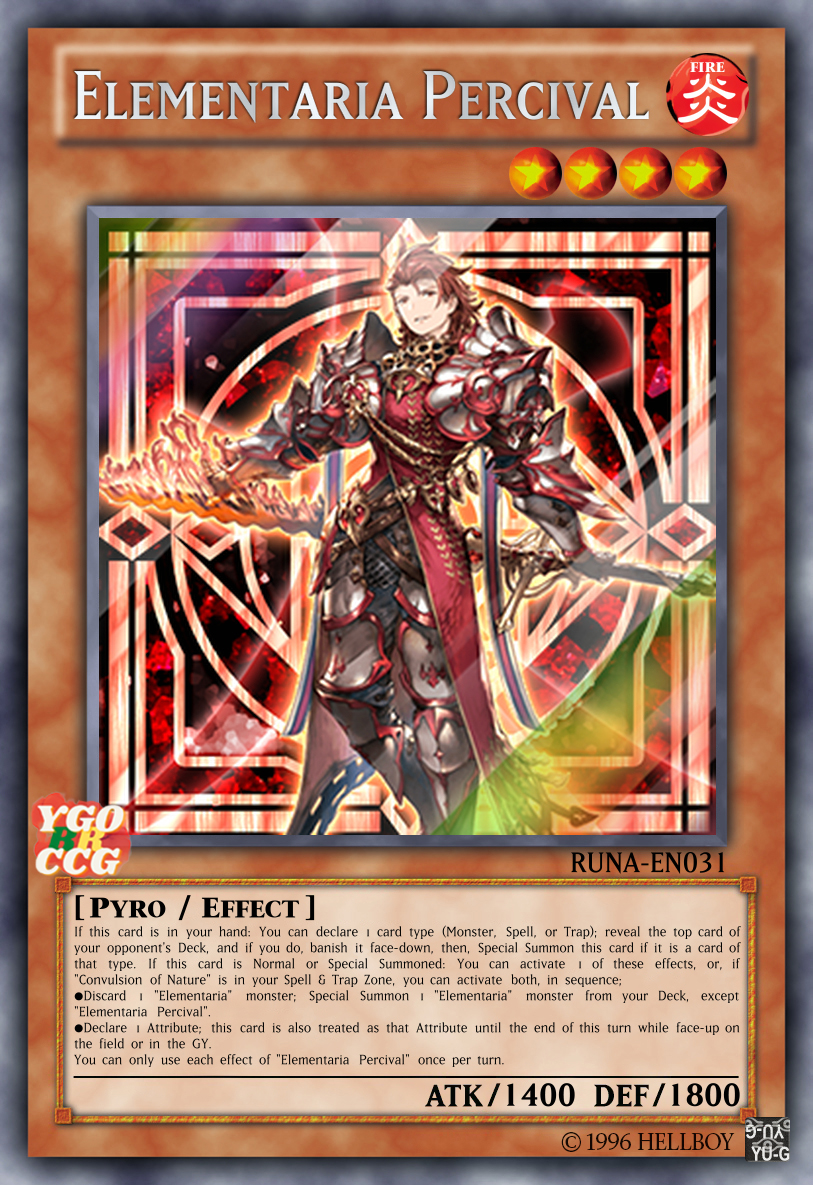 ELEMENTARIA PERCIVAL
FIRE
炎
YGO
RR
CCG
RUNA-EN031
[ PYRO / EFFECT ]
If this card is in your hand: You can declare 1 card type (Monster, Spell, or Trap); reveal the top card of
your opponent's Deck, and if you do, banish it face-down, then, Special Summon this card if it is a card of
that type. If this card is Normal or Special Summoned: You can activate 1 of these effects, or, if
"Convulsion of Nature" is in your Spell & Trap Zone, you can activate both, in sequence;
●Discard 1 "Elementaria" monster; Special Summon 1 "Elementaria" monster from your Deck, except
"Elementaria Percival".
●Declare 1 Attribute; this card is also treated as that Attribute until the end of this turn while face-up on
the field or in the GY.
You can only use each effect of "Elementaria Percival" once per turn.
ATK/1400 DEF/1800
© 1996 HELLBOY
YU-G
YU-G